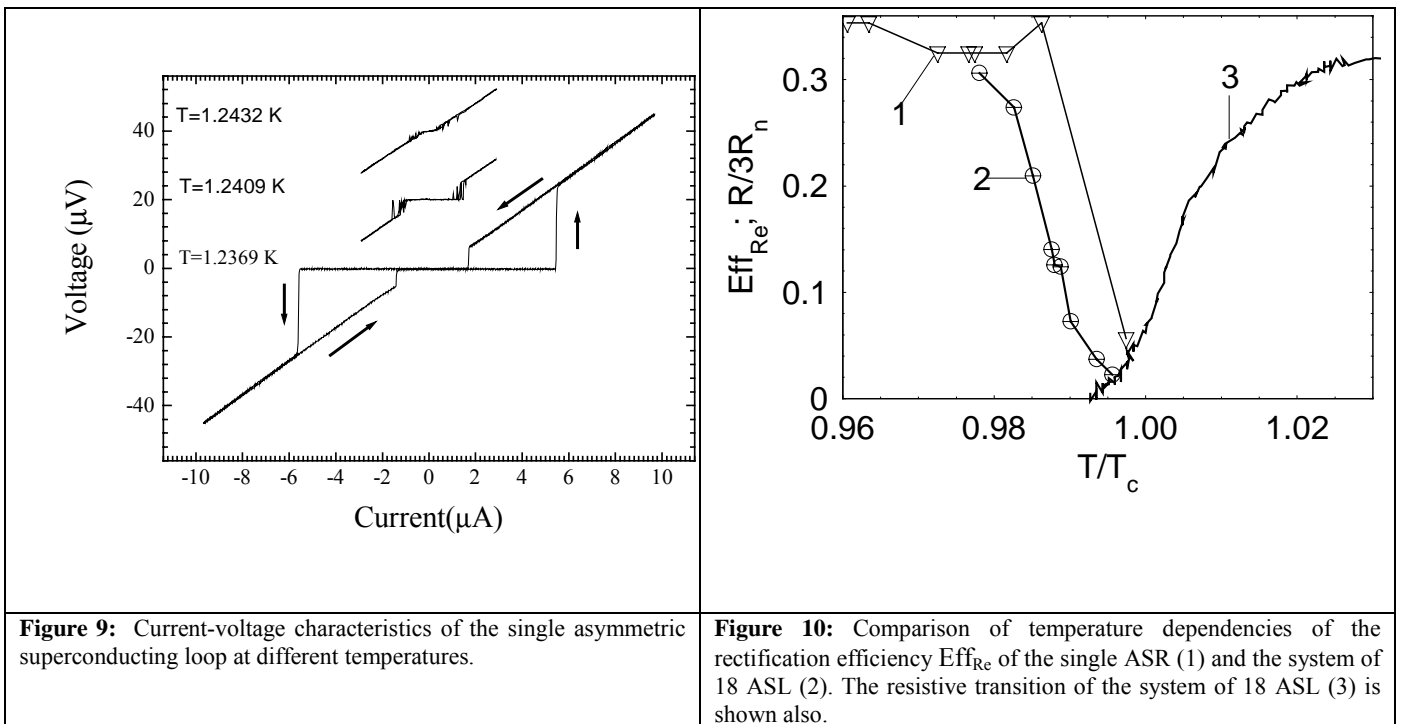 T=1.2432 K
T=1.2409 K
T=1.2369 K
Voltage (µV)
40
20
0
-20
-40
-10 -8 -6 -4 -2 0 2 4 6 8 10
Current(µA)
Eff_Re; R/3R_n
0.3
0.2
0.1
0
1
2
3
0.96 0.98 1.00 1.02
T/T_c
Figure 9: Current-voltage characteristics of the single asymmetric
superconducting loop at different temperatures.
Figure 10: Comparison of temperature dependencies of the
rectification efficiency Eff_Re of the single ASR (1) and the system of
18 ASL (2). The resistive transition of the system of 18 ASL (3) is
shown also.